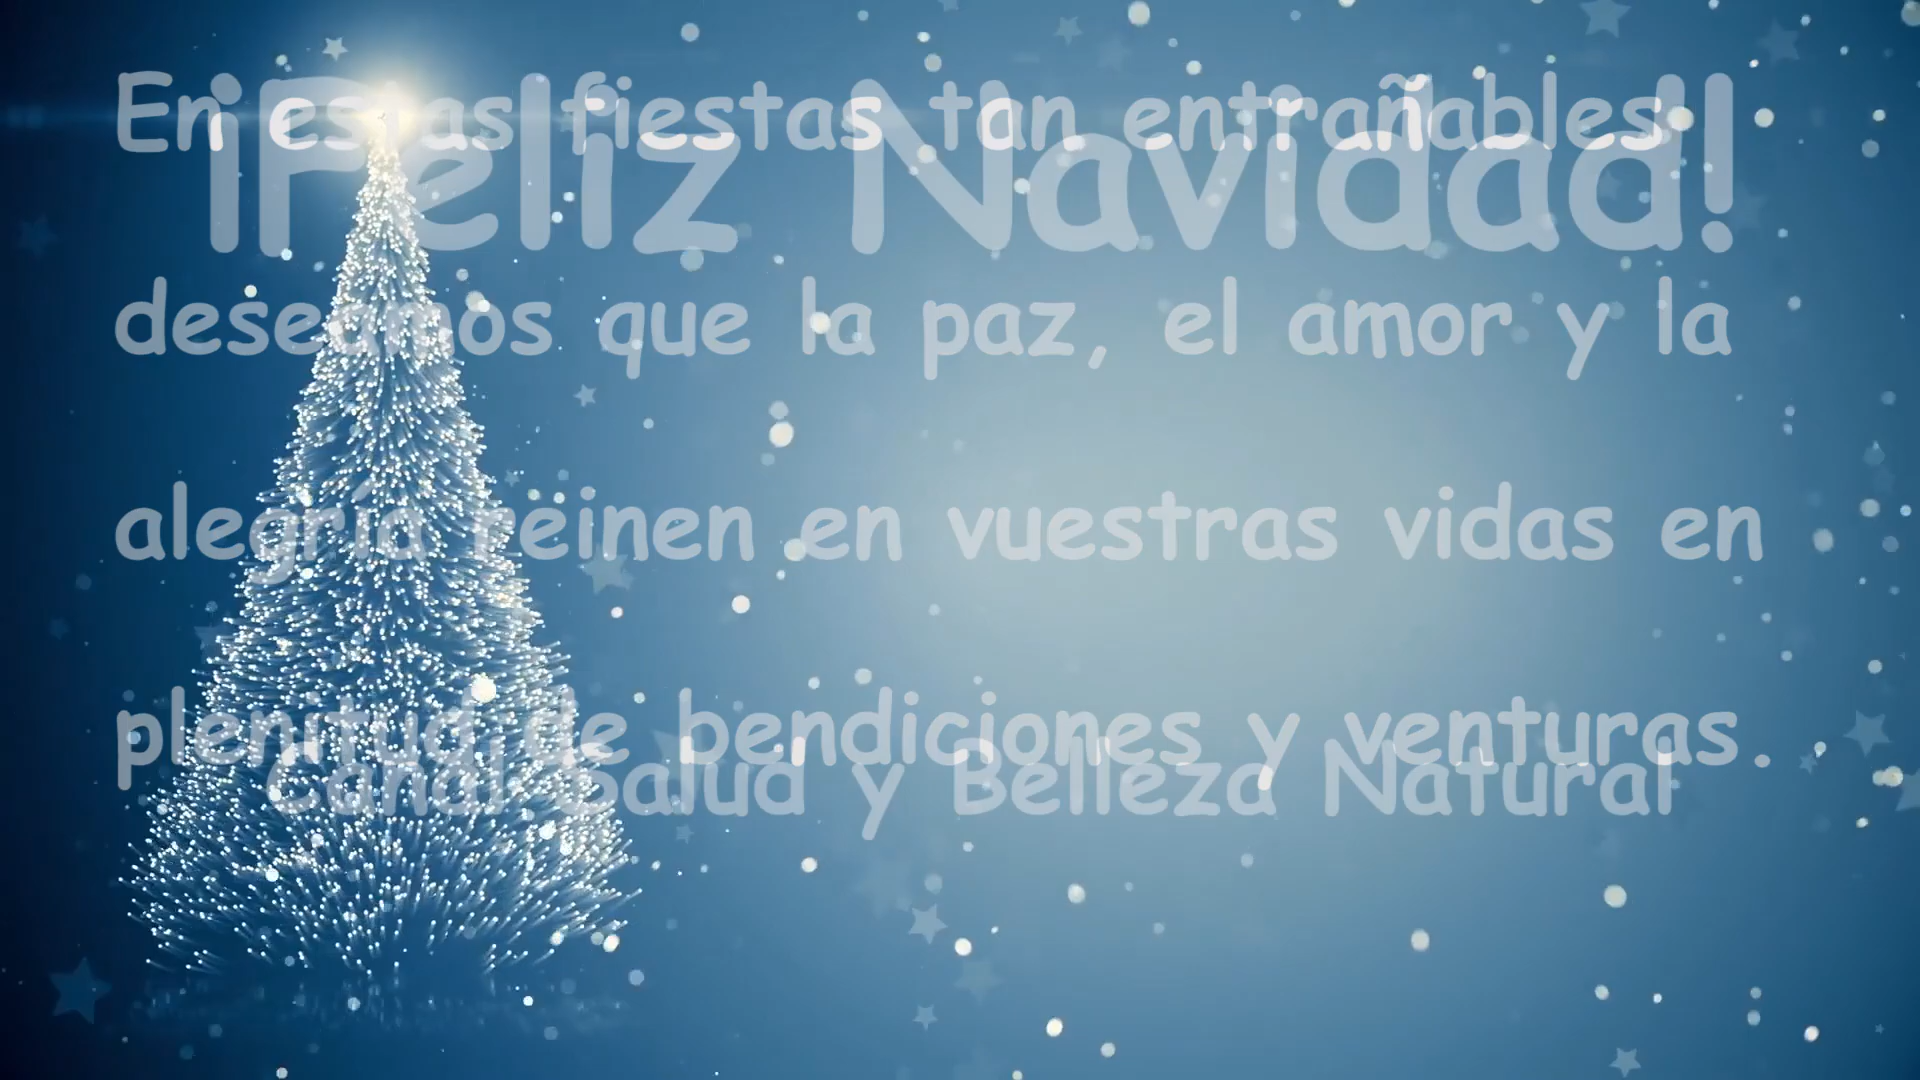 En estas fiestas tan entrañables,
¡Feliz Navidad!
deseamos que la paz, el amor y la
alegría reinen en vuestras vidas en
plenitud de bendiciones y venturas.
Canal Salud y Belleza Natural